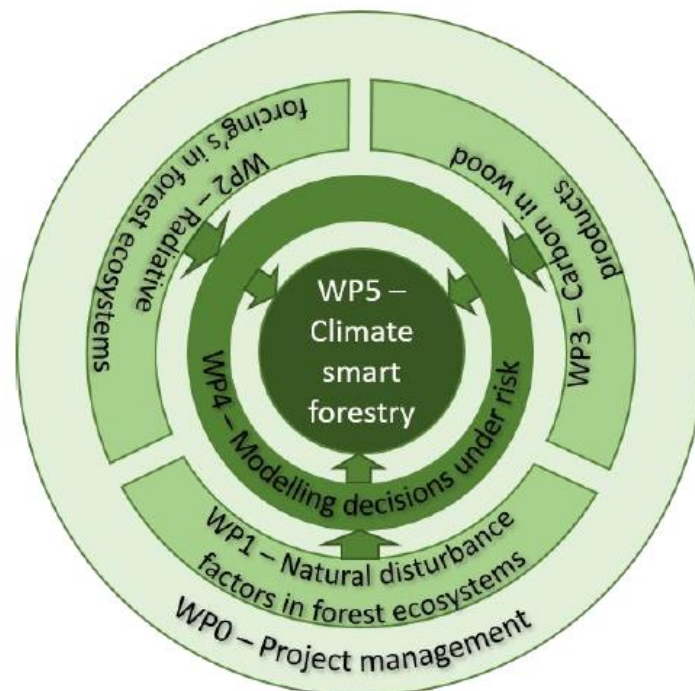 WP2 – Radiative
forcing's in forest ecosystems
WP3 – Carbon in wood
products
WP5 –
Climate
smart
forestry
WP4 – Modelling decisions under risk
WP1 – Natural disturbance
factors in forest ecosystems
WP0 – Project management